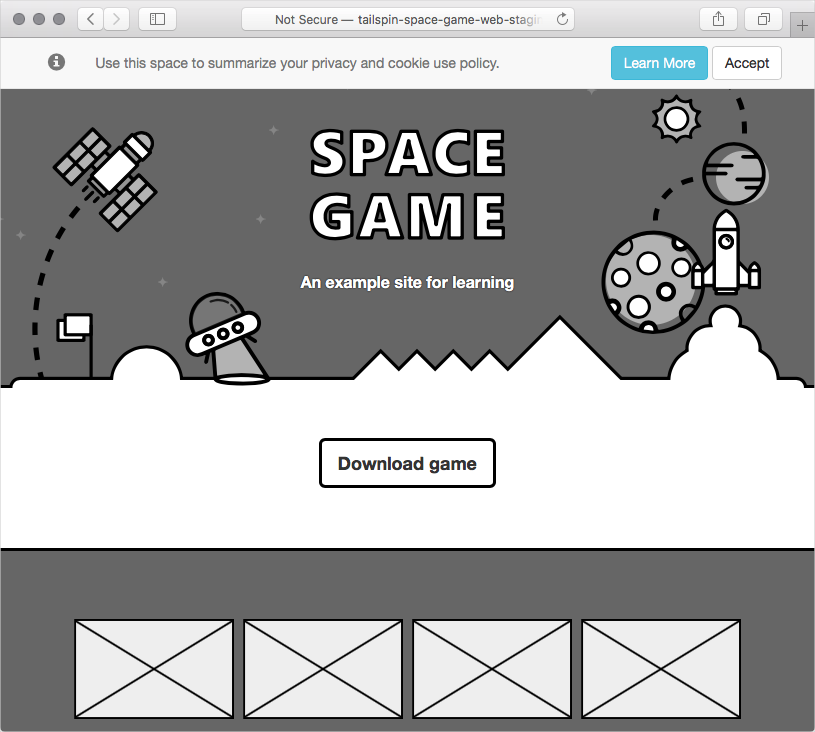 Not Secure — tailspin-space-game-web-stagin
Use this space to summarize your privacy and cookie use policy.
Learn More
Accept
SPACE
GAME
An example site for learning
Download game